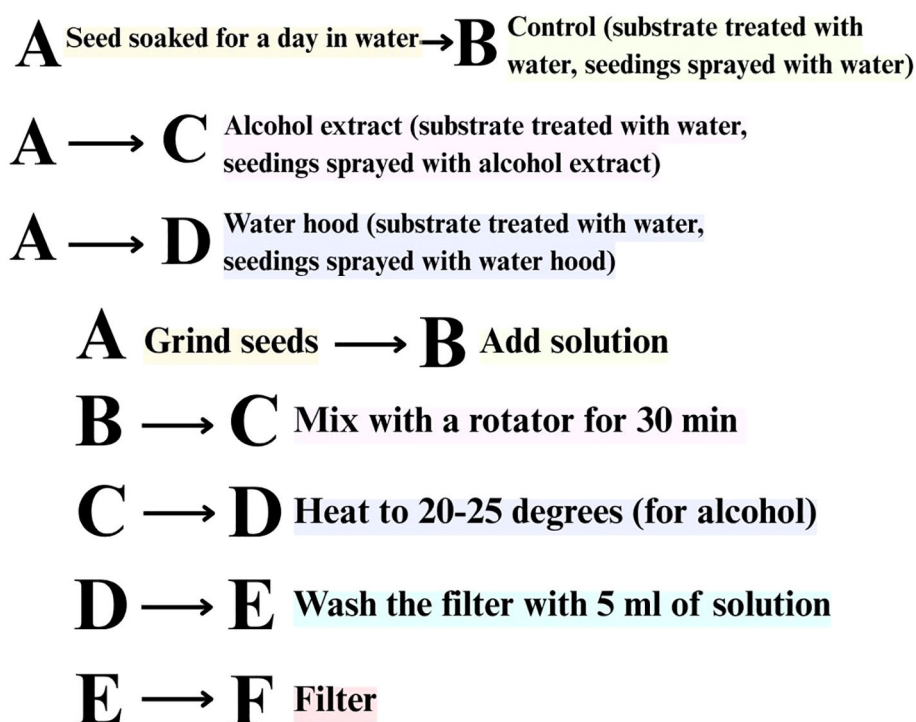 A Seed soaked for a day in water → B Control (substrate treated with
water, seedings sprayed with water)
A → C Alcohol extract (substrate treated with water,
seedings sprayed with alcohol extract)
A → D Water hood (substrate treated with water,
seedings sprayed with water hood)
A Grind seeds → B Add solution
B → C Mix with a rotator for 30 min
C → D Heat to 20-25 degrees (for alcohol)
D → E Wash the filter with 5 ml of solution
E → F Filter